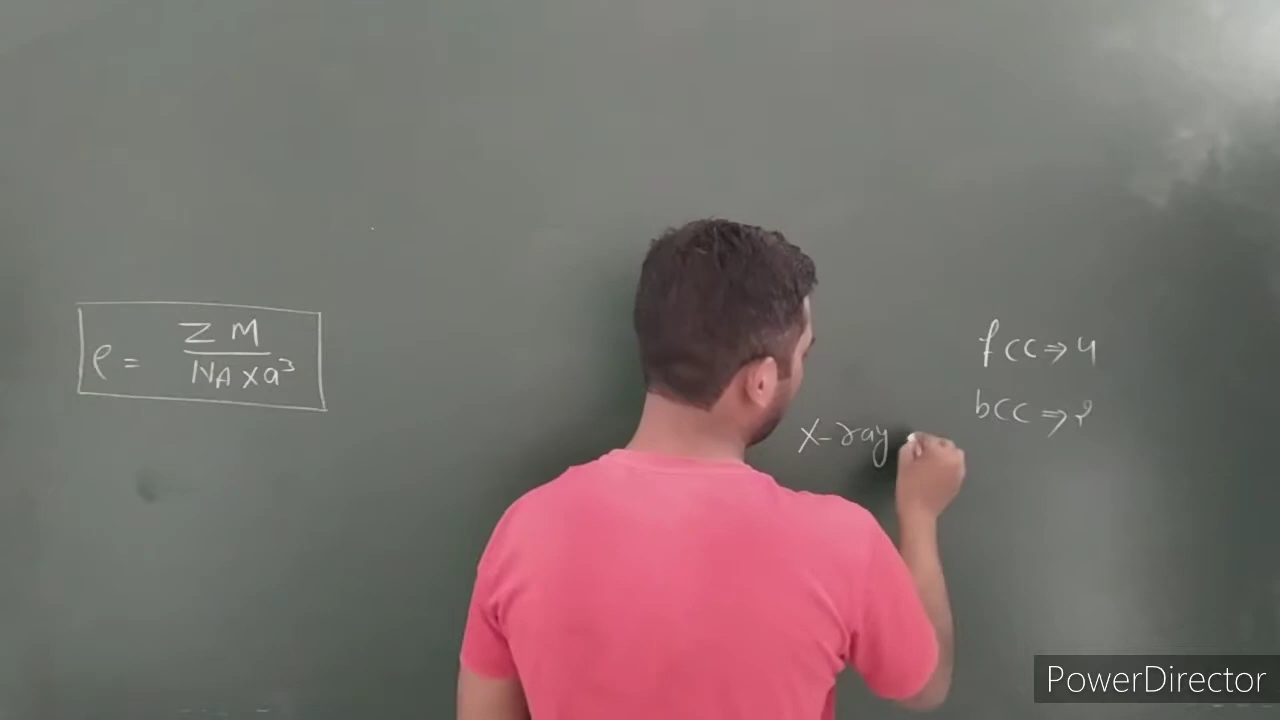 ρ = ZM / NA × a³
fcc ⇒ 4
bcc ⇒ 2
X-ray
PowerDirector